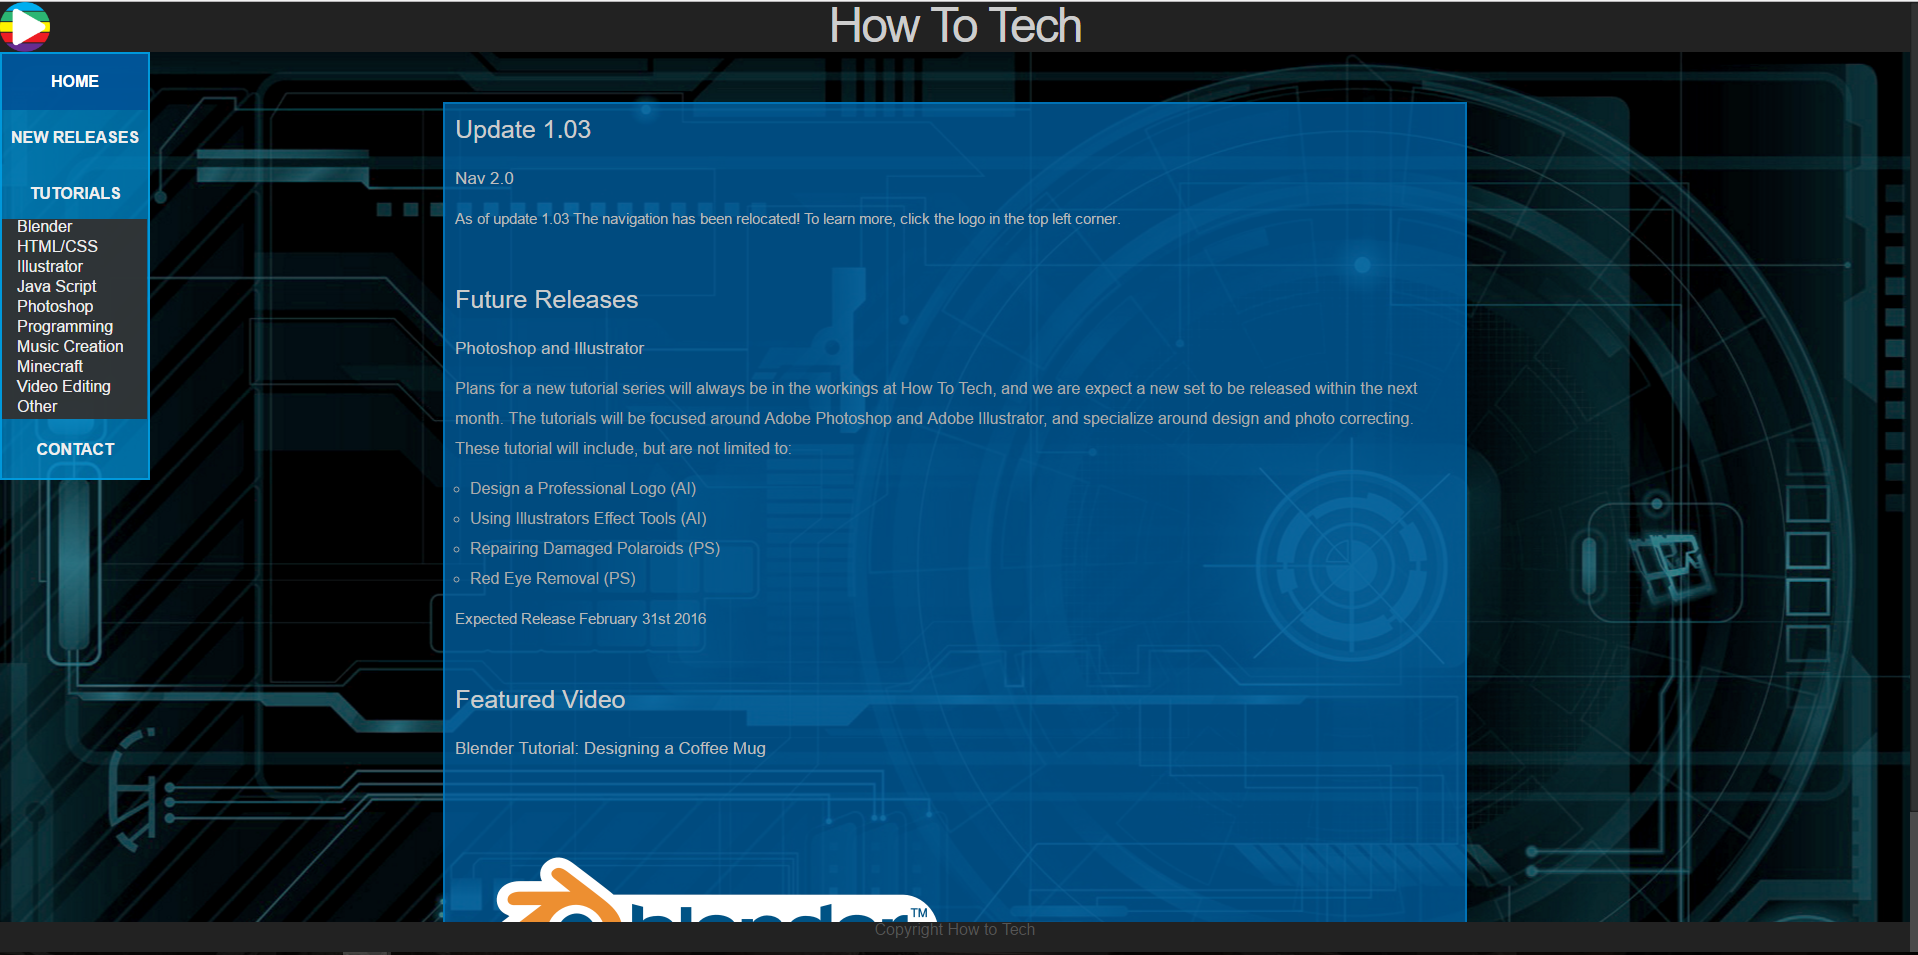 How To Tech
HOME
NEW RELEASES
TUTORIALS
Blender
HTML/CSS
Illustrator
Java Script
Photoshop
Programming
Music Creation
Minecraft
Video Editing
Other
CONTACT
Update 1.03
Nav 2.0
As of update 1.03 The navigation has been relocated! To learn more, click the logo in the top left corner.
Future Releases
Photoshop and Illustrator
Plans for a new tutorial series will always be in the workings at How To Tech, and we are expect a new set to be released within the next
month. The tutorials will be focused around Adobe Photoshop and Adobe Illustrator, and specialize around design and photo correcting.
These tutorial will include, but are not limited to:
Design a Professional Logo (AI)
Using Illustrators Effect Tools (AI)
Repairing Damaged Polaroids (PS)
Red Eye Removal (PS)
Expected Release February 31st 2016
Featured Video
Blender Tutorial: Designing a Coffee Mug
blender™
Copyright How to Tech